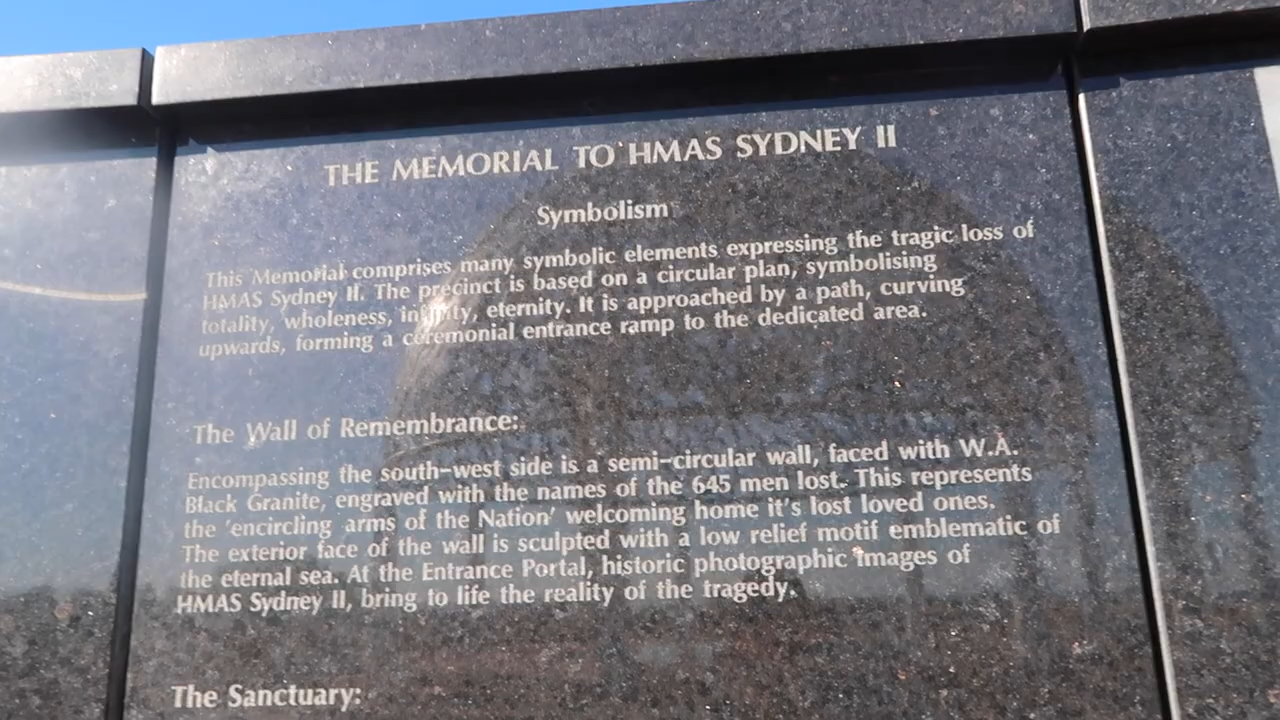 THE MEMORIAL TO HMAS SYDNEY II
Symbolism
This Memorial comprises many symbolic elements expressing the tragic loss of
HMAS Sydney II. The precinct is based on a circular plan, symbolising
totality, wholeness, infinity, eternity. It is approached by a path, curving
upwards, forming a ceremonial entrance ramp to the dedicated area.
The Wall of Remembrance:
Encompassing the south-west side is a semi-circular wall, faced with W.A.
Black Granite, engraved with the names of the 645 men lost. This represents
the 'encircling arms of the Nation' welcoming home it's lost loved ones.
The exterior face of the wall is sculpted with a low relief motif emblematic of
the eternal sea. At the Entrance Portal, historic photographic images of
HMAS Sydney II, bring to life the reality of the tragedy.
The Sanctuary: